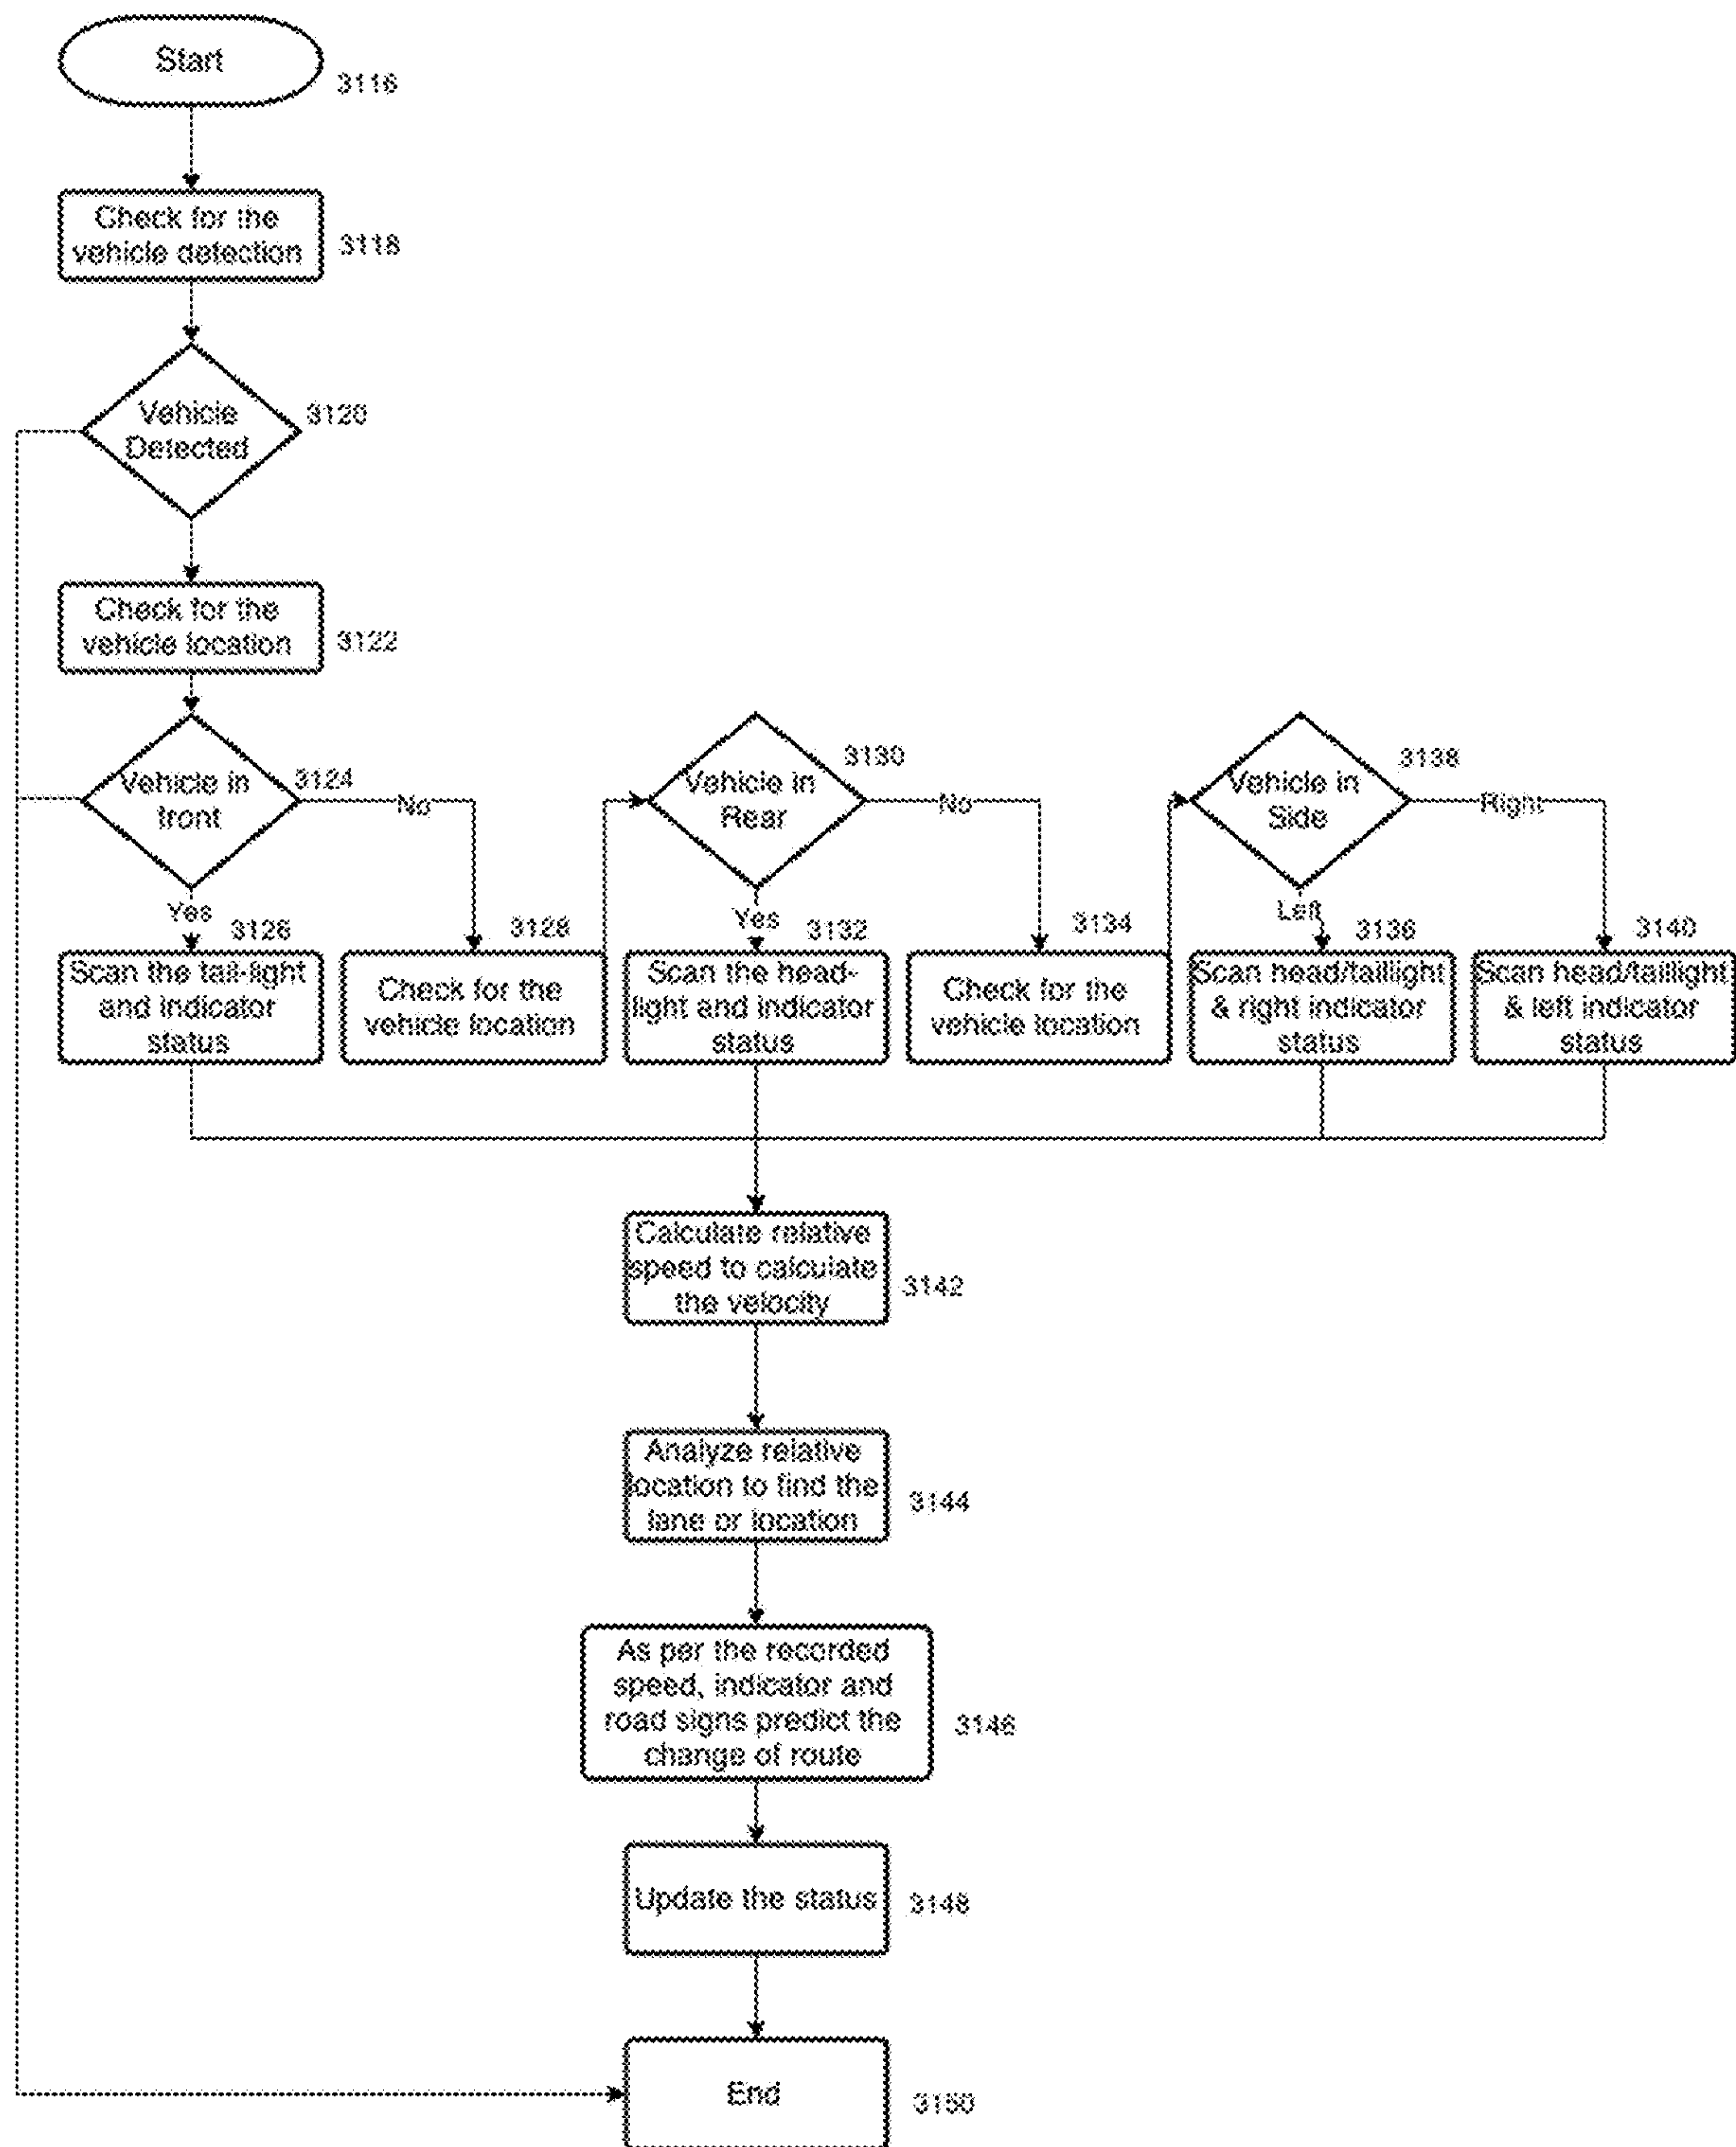 Start
3116
Check for the
vehicle detection
3118
Vehicle
Detected
3120
Check for the
vehicle location
3122
Vehicle in
front
3124
No
Yes
Vehicle in
Rear
3130
No
Yes
Vehicle in
Side
3138
Right
Left
3126
Scan the tail-light
and indicator
status
3128
Check for the
vehicle location
3132
Scan the head-
light and indicator
status
3134
Check for the
vehicle location
3136
Scan head/taillight
& right indicator
status
3140
Scan head/taillight
& left indicator
status
Calculate relative
speed to calculate
the velocity
3142
Analyze relative
location to find the
lane or location
3144
As per the recorded
speed, indicator and
road signs predict the
change of route
3146
Update the status
3148
End
3150